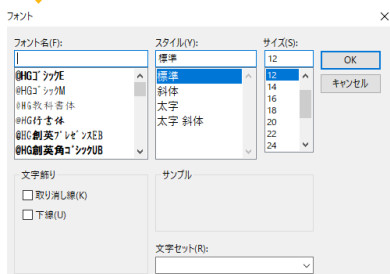 フォント
フォント名(F):
@HGｺﾞｼｯｸE
@HGｺﾞｼｯｸM
@HG教科書体
@HG行書体
@HG創英ﾌﾟﾚｾﾞﾝｽEB
@HG創英角ｺﾞｼｯｸUB
スタイル(Y):
標準
標準
斜体
太字
太字 斜体
サイズ(S):
12
12
14
16
18
20
22
24
OK
キャンセル
文字飾り
取り消し線(K)
下線(U)
サンプル
文字セット(R):